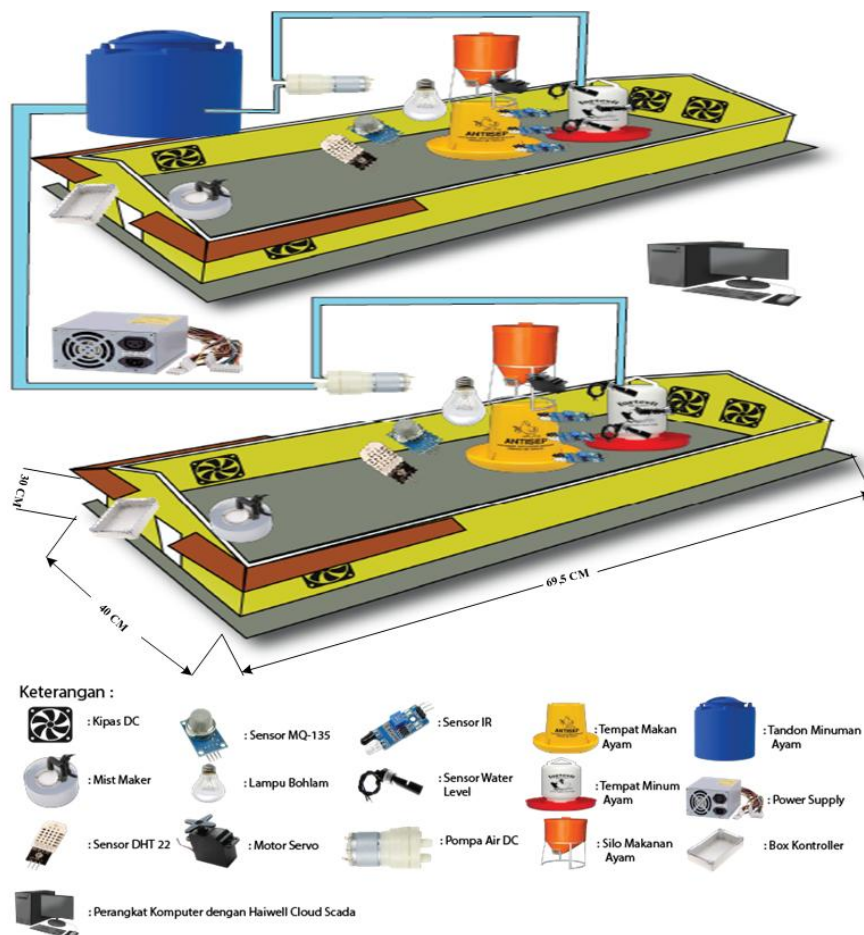 ANTISEP
ANTISEP
30 CM
40 CM
69,5 CM
Keterangan :
: Kipas DC
: Sensor MQ-135
: Sensor IR
: Tempat Makan
Ayam
: Tandon Minuman
Ayam
: Mist Maker
: Lampu Bohlam
: Sensor Water
Level
: Tempat Minum
Ayam
: Power Supply
: Sensor DHT 22
: Motor Servo
: Pompa Air DC
: Silo Makanan
Ayam
: Box Kontroller
: Perangkat Komputer dengan Haiwell Cloud Scada